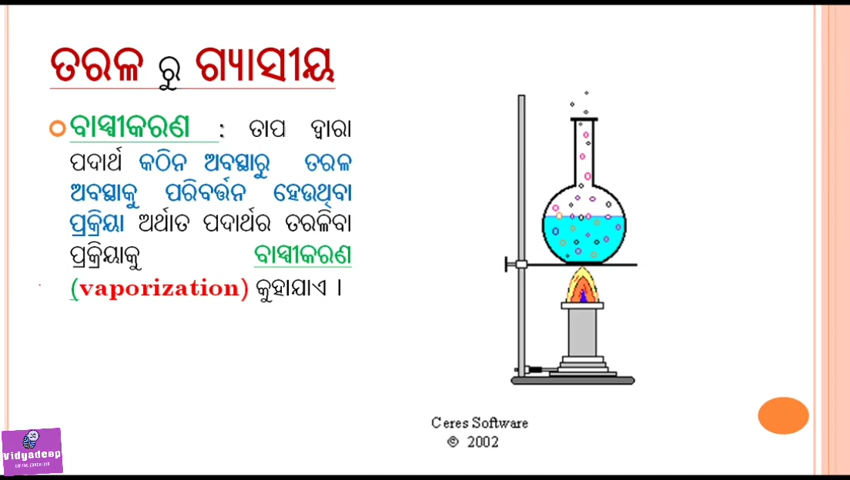 ତରଳ ରୁ ଗ୍ୟାସୀୟ
ବାସ୍ତ୍ରୀକରଣ : ତାପ ଦ୍ୱାରା
ପଦାର୍ଥ କଠିନ ଅବସ୍ଥାରୁ ତରଳ
ଅବସ୍ଥାକୁ ପରିବର୍ତ୍ତନ ହେଉଥିବା
ପ୍ରକ୍ରିୟା ଅର୍ଥାତ ପଦାର୍ଥର ତରଳିବା
ପ୍ରକ୍ରିୟାକୁ ବାସ୍ତ୍ରୀକରଣ
(vaporization) କୁହାଯାଏ ।
Ceres Software
© 2002
Vidyadeep